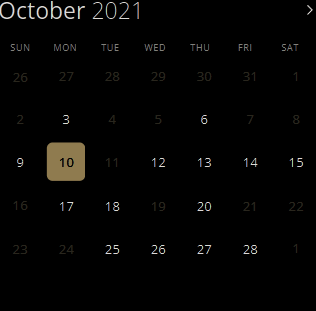 October 2021
SUN MON TUE WED THU FRI SAT
26 27 28 29 30 31 1
2 3 4 5 6 7 8
9 10 11 12 13 14 15
16 17 18 19 20 21 22
23 24 25 26 27 28 1